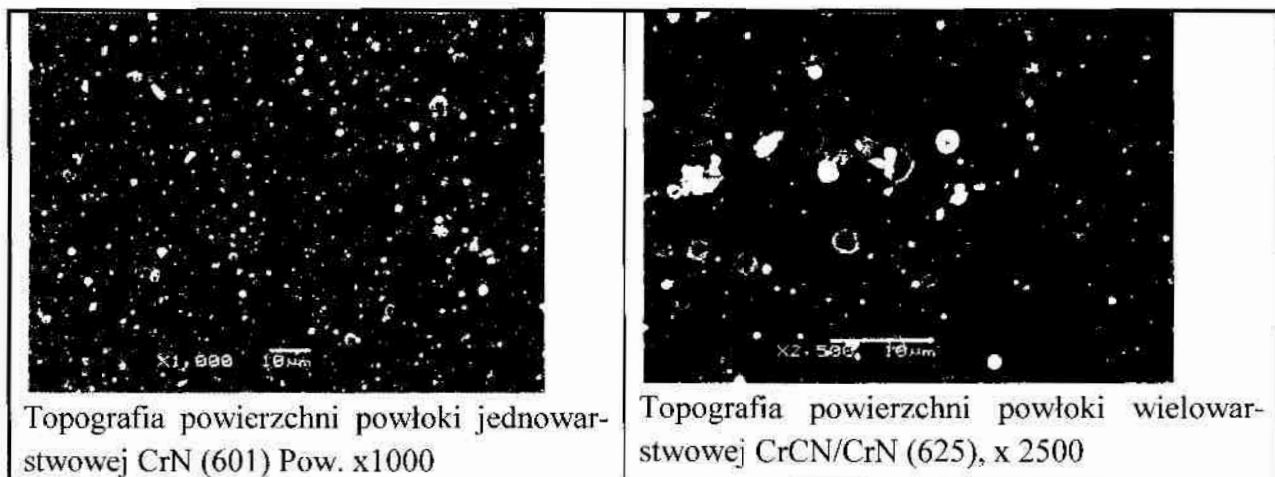 X1,000 10µm
X2,500 10µm
Topografia powierzchni powłoki jednowar-
stwowej CrN (601) Pow. x1000
Topografia powierzchni powłoki wielowar-
stwowej CrCN/CrN (625), x 2500